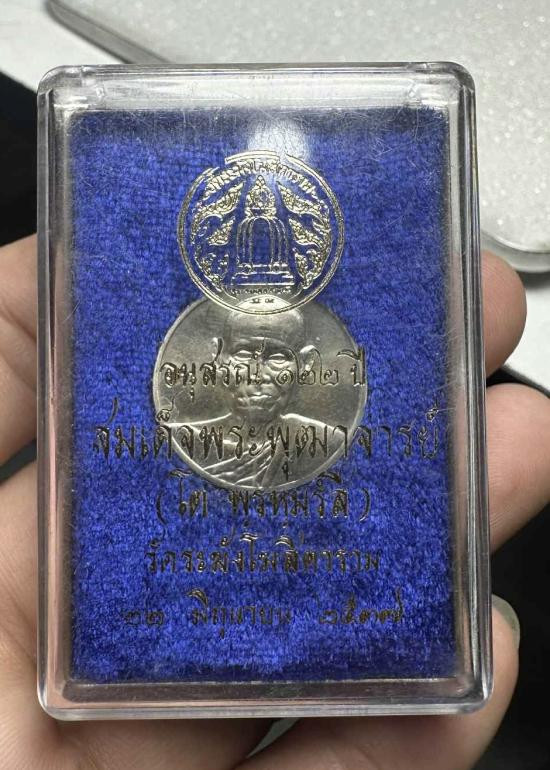 อนุสรณ์ ๑๒๒ ปี
สมเด็จพระพุฒาจารย์
(โต พฺรหฺมรํสี)
วัดระฆังโฆสิตาราม
๒๒ มิถุนายน ๒๕๓๗